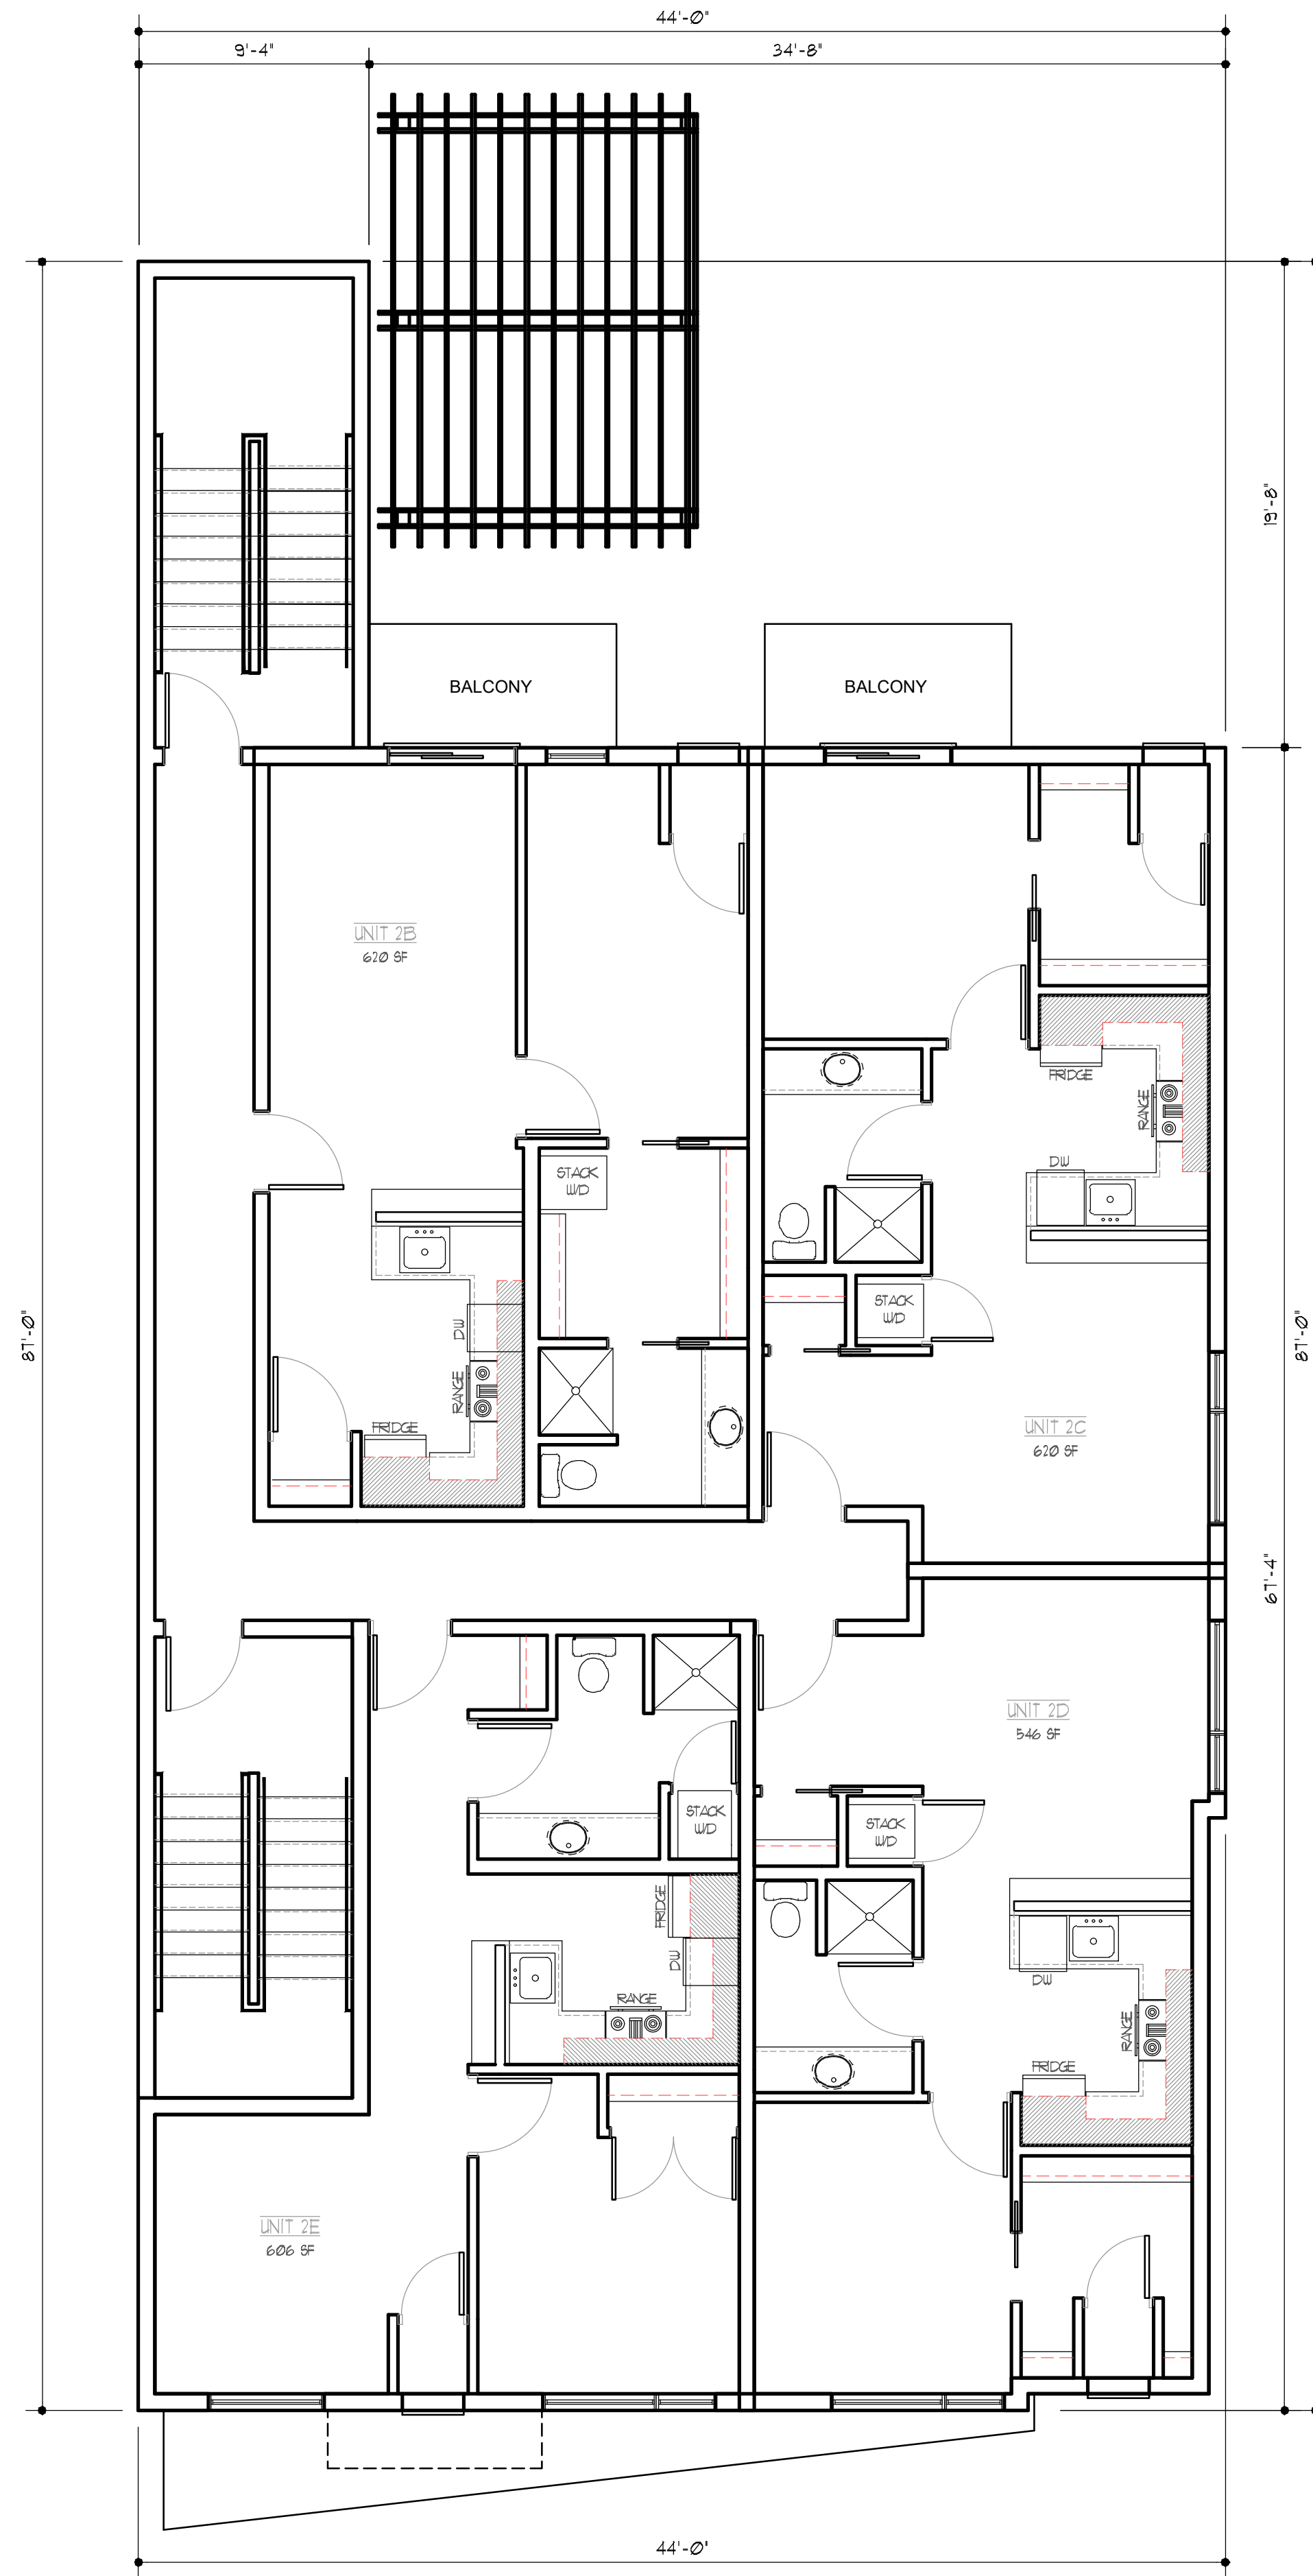 44'-0"
9'-4"
34'-8"
19'-8"
BALCONY
BALCONY
UNIT 2B
620 SF
FRIDGE
RANGE
DW
STACK
W/D
STACK
W/D
87'-0"
87'-0"
DW
RANGE
FRIDGE
UNIT 2C
620 SF
67'-4"
UNIT 2D
546 SF
STACK
W/D
STACK
W/D
FRIDGE
DW
RANGE
DW
RANGE
FRIDGE
UNIT 2E
606 SF
44'-0"